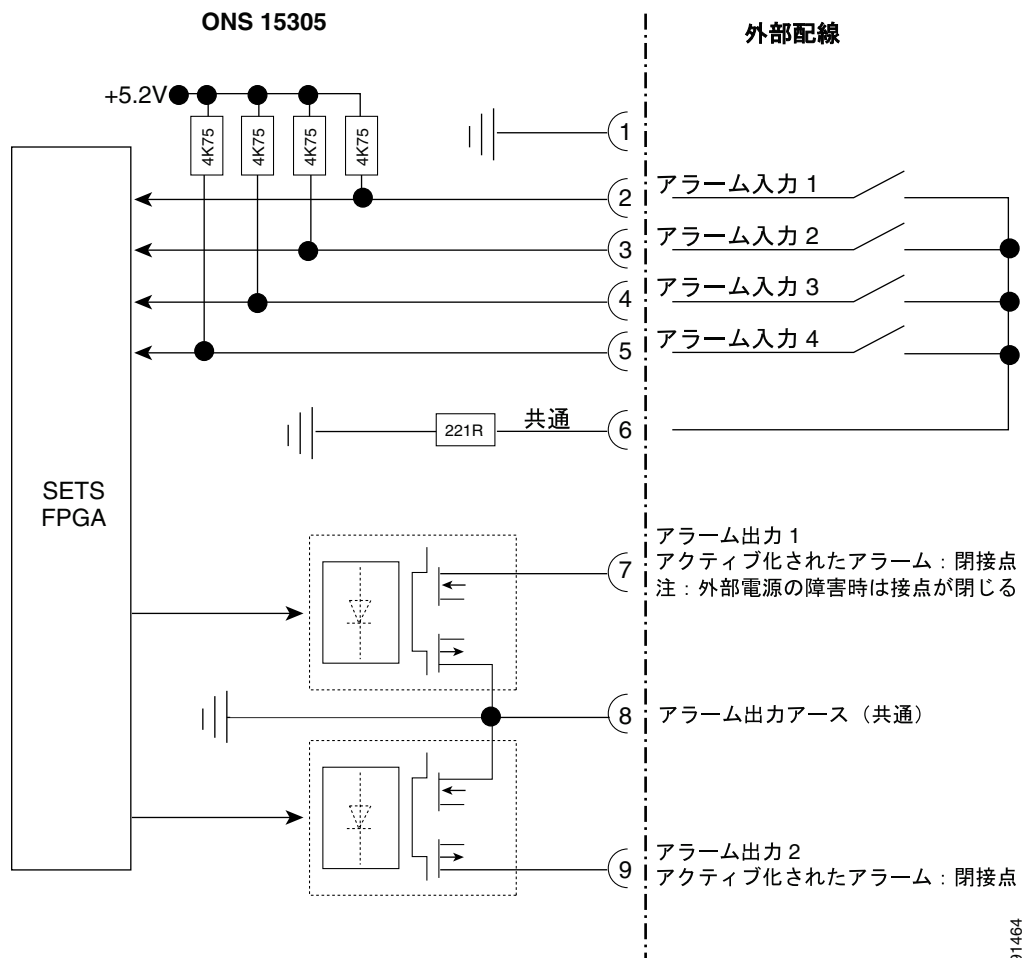 ONS 15305
外部配線
+5.2V
4K75
4K75
4K75
4K75
1
2
アラーム入力 1
3
アラーム入力 2
4
アラーム入力 3
5
アラーム入力 4
221R
共通
6
SETS
FPGA
アラーム出力 1
7
アクティブ化されたアラーム：閉接点
注：外部電源の障害時は接点が閉じる
8
アラーム出力アース（共通）
アラーム出力 2
9
アクティブ化されたアラーム：閉接点
91464